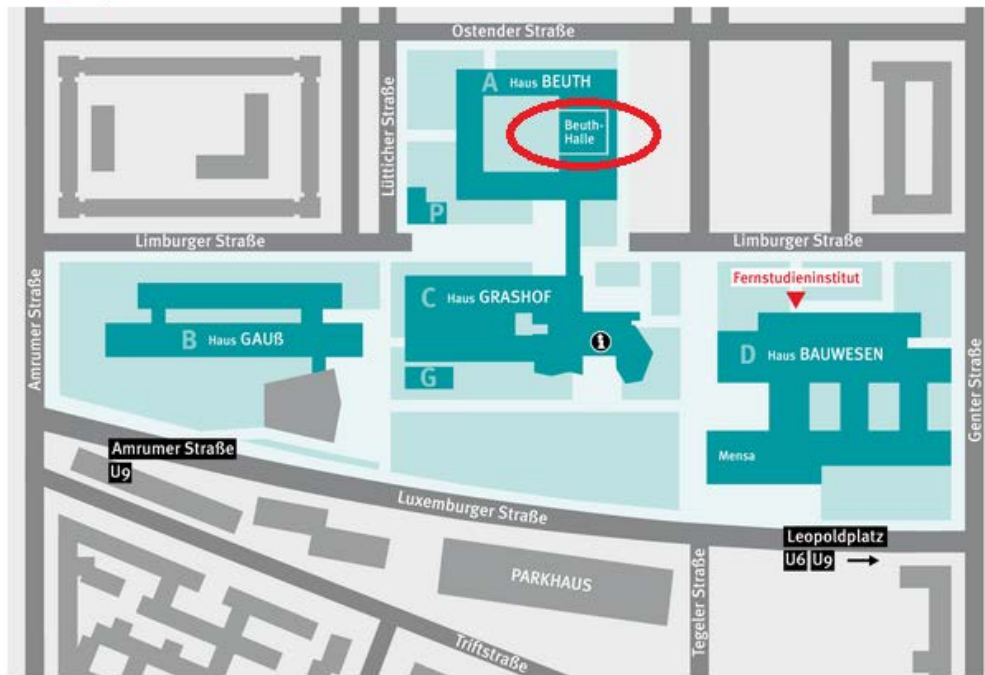 Ostender Straße
A Haus BEUTH
Beuth-
Halle
Lütticher Straße
P
Limburger Straße
Limburger Straße
Fernstudieninstitut
Amrumer Straße
C Haus GRASHOF
B Haus GAUß
i
D Haus BAUWESEN
G
Genter Straße
Amrumer Straße
U9
Mensa
Luxemburger Straße
Leopoldplatz
U6 U9
PARKHAUS
Tegeler Straße
Triftstraße